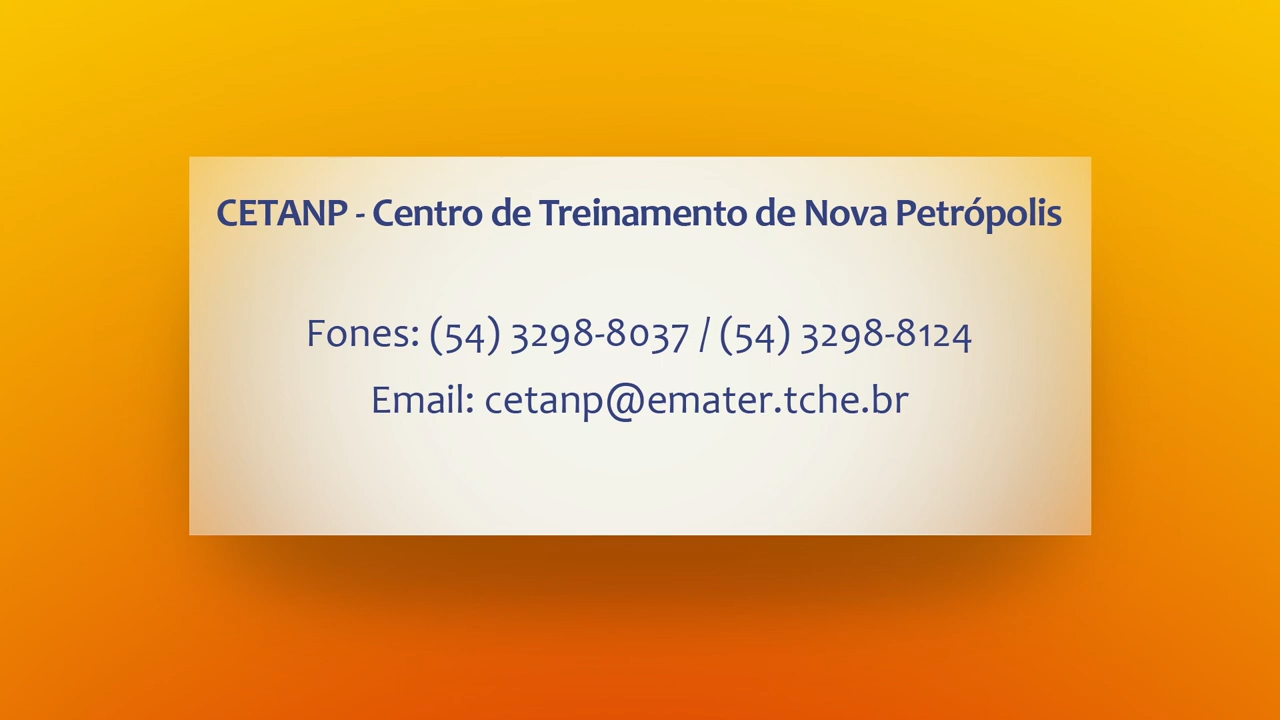 CETANP - Centro de Treinamento de Nova Petrópolis
Fones: (54) 3298-8037 / (54) 3298-8124
Email: cetanp@emater.tche.br